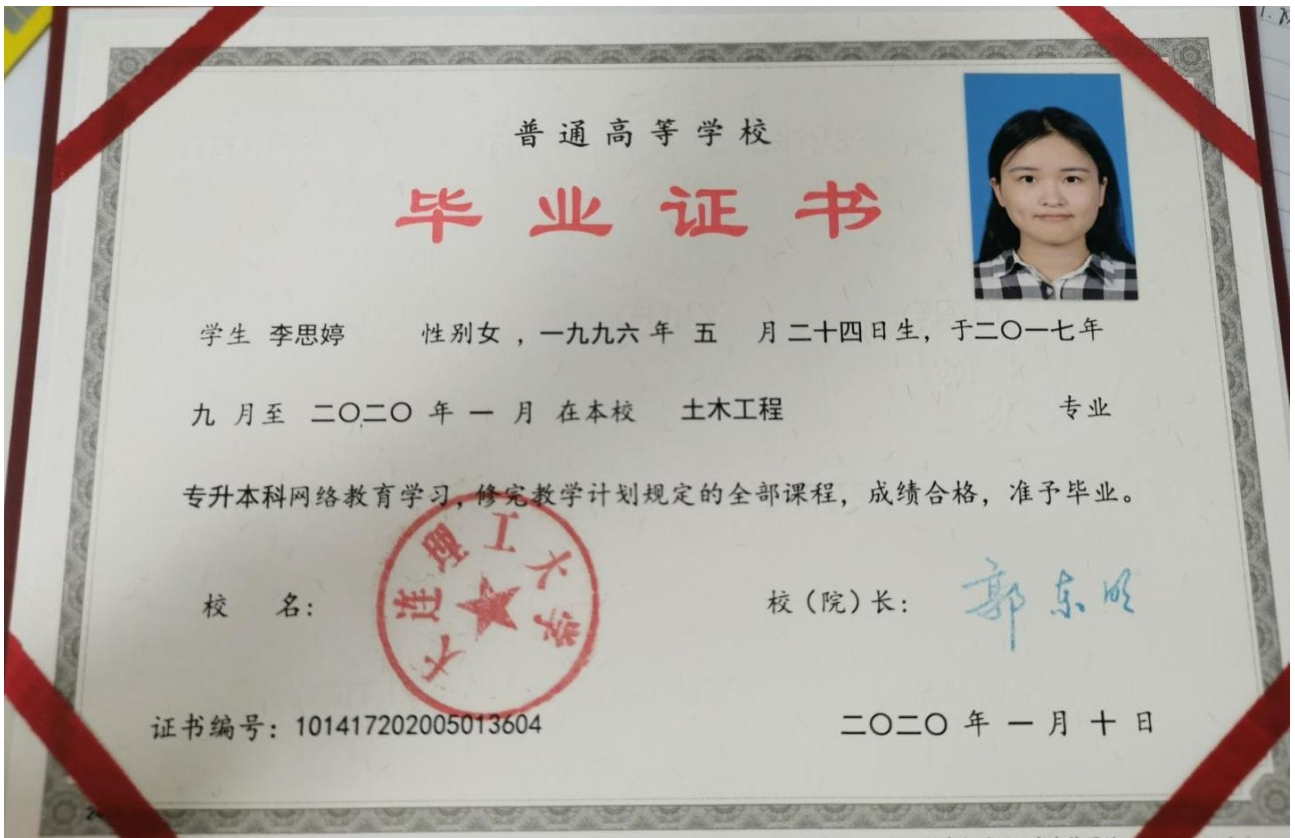 普通高等学校
毕业证书
学生 李思婷 性别女 ，一九九六 年 五 月 二十四 日生，于二〇一七年
九 月至 二〇二〇 年 一 月 在本校 土木工程 专业
专升本科网络教育学习，修完教学计划规定的全部课程，成绩合格，准予毕业。
校 名：
大连理工大学
校（院）长：
郭东明
证书编号：101417202005013604
二〇二〇 年 一 月 十 日